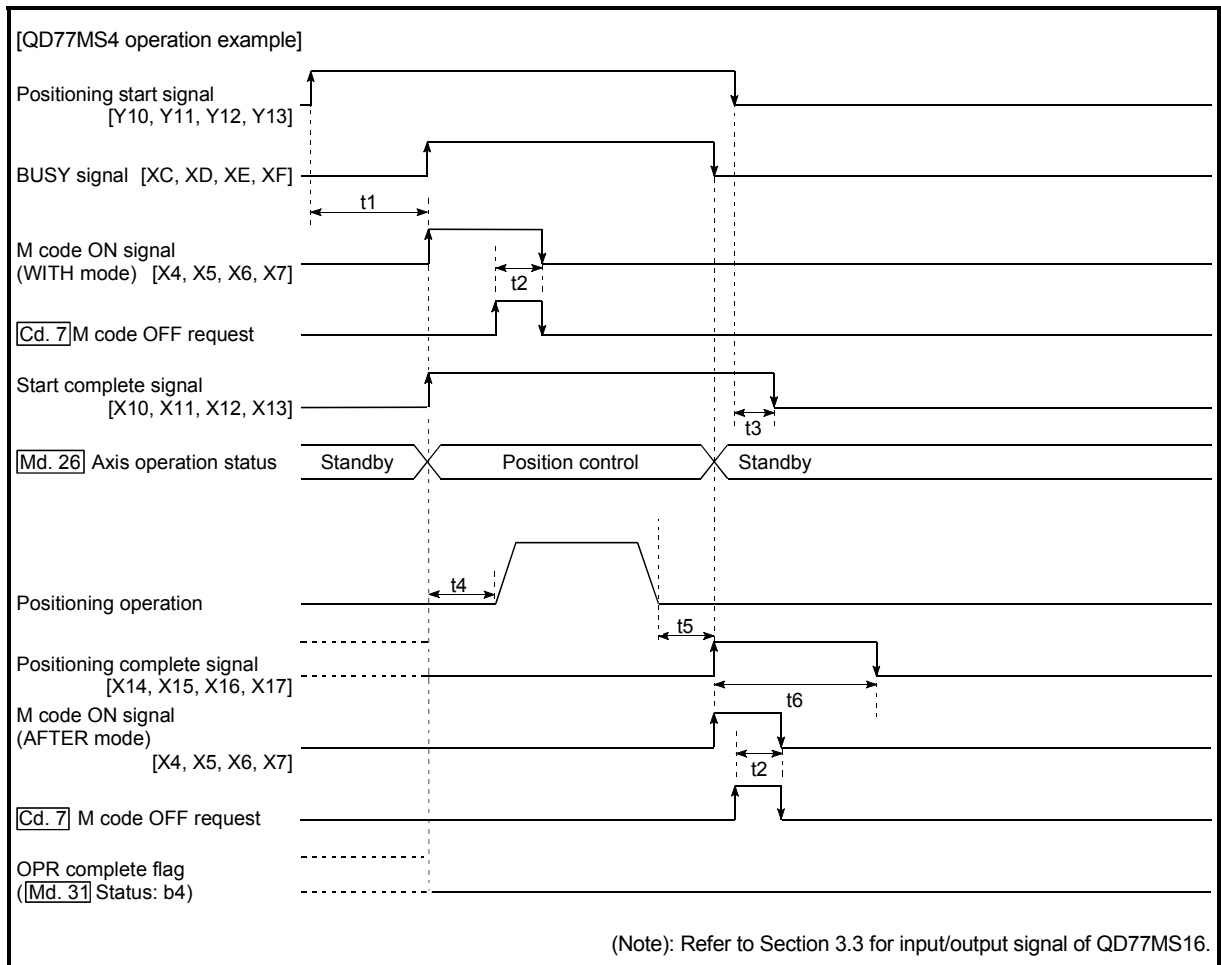 [QD77MS4 operation example]
Positioning start signal
[Y10, Y11, Y12, Y13]
BUSY signal [XC, XD, XE, XF]
t1
M code ON signal
(WITH mode) [X4, X5, X6, X7]
t2
Cd. 7 M code OFF request
Start complete signal
[X10, X11, X12, X13]
t3
Md. 26 Axis operation status
Standby
Position control
Standby
t4
Positioning operation
t5
Positioning complete signal
[X14, X15, X16, X17]
t6
M code ON signal
(AFTER mode)
[X4, X5, X6, X7]
t2
Cd. 7 M code OFF request
OPR complete flag
(Md. 31 Status: b4)
(Note): Refer to Section 3.3 for input/output signal of QD77MS16.